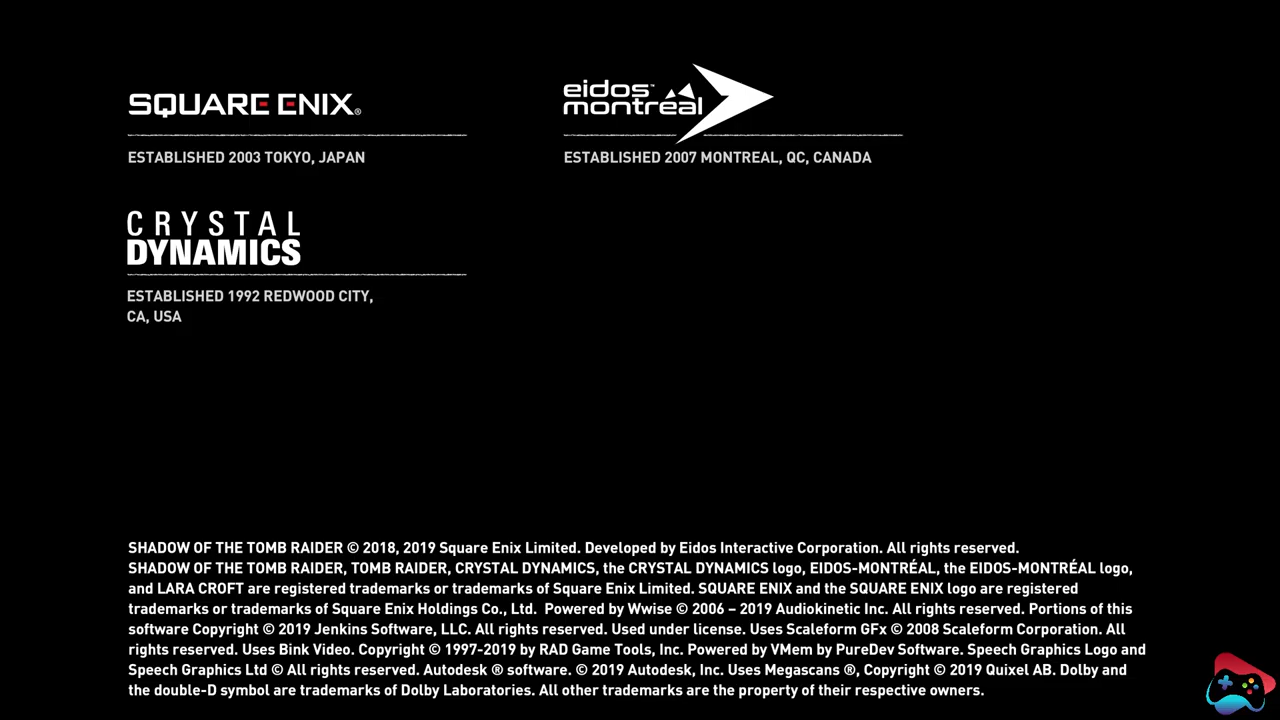 SQUARE ENIX®
ESTABLISHED 2003 TOKYO, JAPAN
eidos™
montréal
ESTABLISHED 2007 MONTREAL, QC, CANADA
CRYSTAL
DYNAMICS
ESTABLISHED 1992 REDWOOD CITY,
CA, USA
SHADOW OF THE TOMB RAIDER © 2018, 2019 Square Enix Limited. Developed by Eidos Interactive Corporation. All rights reserved.
SHADOW OF THE TOMB RAIDER, TOMB RAIDER, CRYSTAL DYNAMICS, the CRYSTAL DYNAMICS logo, EIDOS-MONTRÉAL, the EIDOS-MONTRÉAL logo,
and LARA CROFT are registered trademarks or trademarks of Square Enix Limited. SQUARE ENIX and the SQUARE ENIX logo are registered
trademarks or trademarks of Square Enix Holdings Co., Ltd.  Powered by Wwise © 2006 – 2019 Audiokinetic Inc. All rights reserved. Portions of this
software Copyright © 2019 Jenkins Software, LLC. All rights reserved. Used under license. Uses Scaleform GFx © 2008 Scaleform Corporation. All
rights reserved. Uses Bink Video. Copyright © 1997-2019 by RAD Game Tools, Inc. Powered by VMem by PureDev Software. Speech Graphics Logo and
Speech Graphics Ltd © All rights reserved. Autodesk ® software. © 2019 Autodesk, Inc. Uses Megascans ®, Copyright © 2019 Quixel AB. Dolby and
the double-D symbol are trademarks of Dolby Laboratories. All other trademarks are the property of their respective owners.